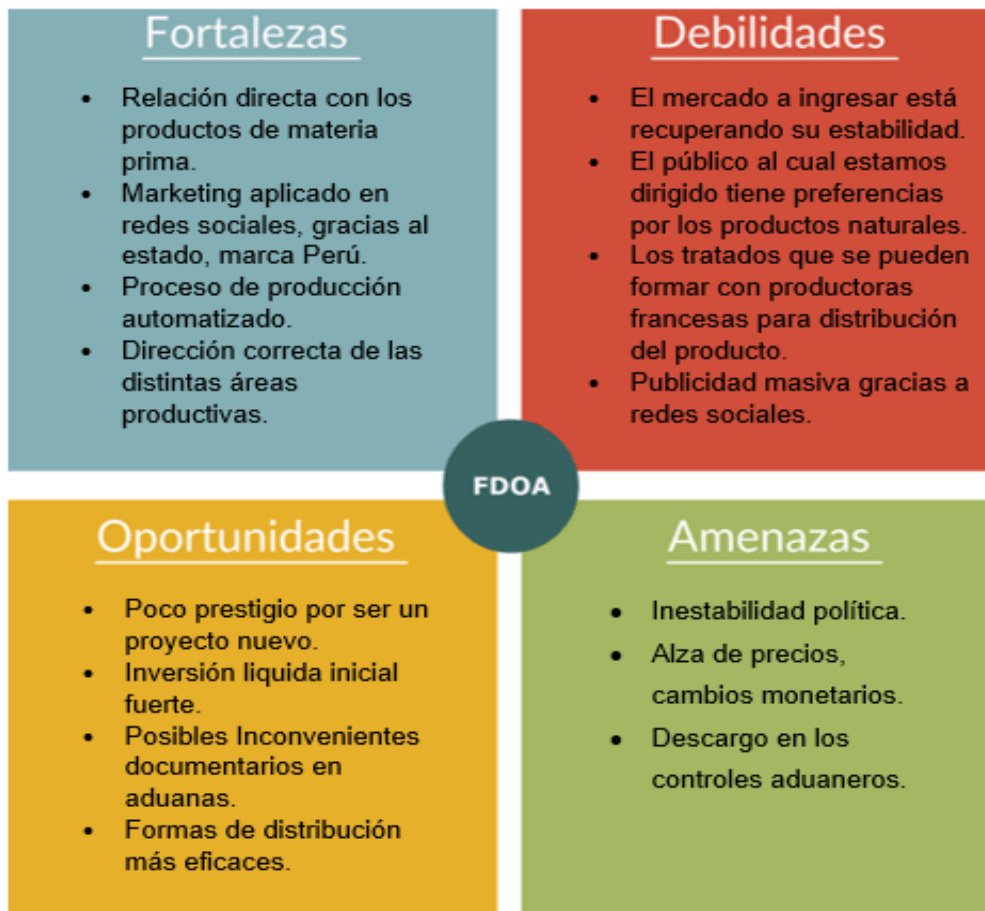 Fortalezas
• Relación directa con los
productos de materia
prima.
• Marketing aplicado en
redes sociales, gracias al
estado, marca Perú.
• Proceso de producción
automatizado.
• Dirección correcta de las
distintas áreas
productivas.
Debilidades
• El mercado a ingresar está
recuperando su estabilidad.
• El público al cual estamos
dirigido tiene preferencias
por los productos naturales.
• Los tratados que se pueden
formar con productoras
francesas para distribución
del producto.
• Publicidad masiva gracias a
redes sociales.
FDOA
Oportunidades
• Poco prestigio por ser un
proyecto nuevo.
• Inversión liquida inicial
fuerte.
• Posibles Inconvenientes
documentarios en
aduanas.
• Formas de distribución
más eficaces.
Amenazas
• Inestabilidad política.
• Alza de precios,
cambios monetarios.
• Descargo en los
controles aduaneros.